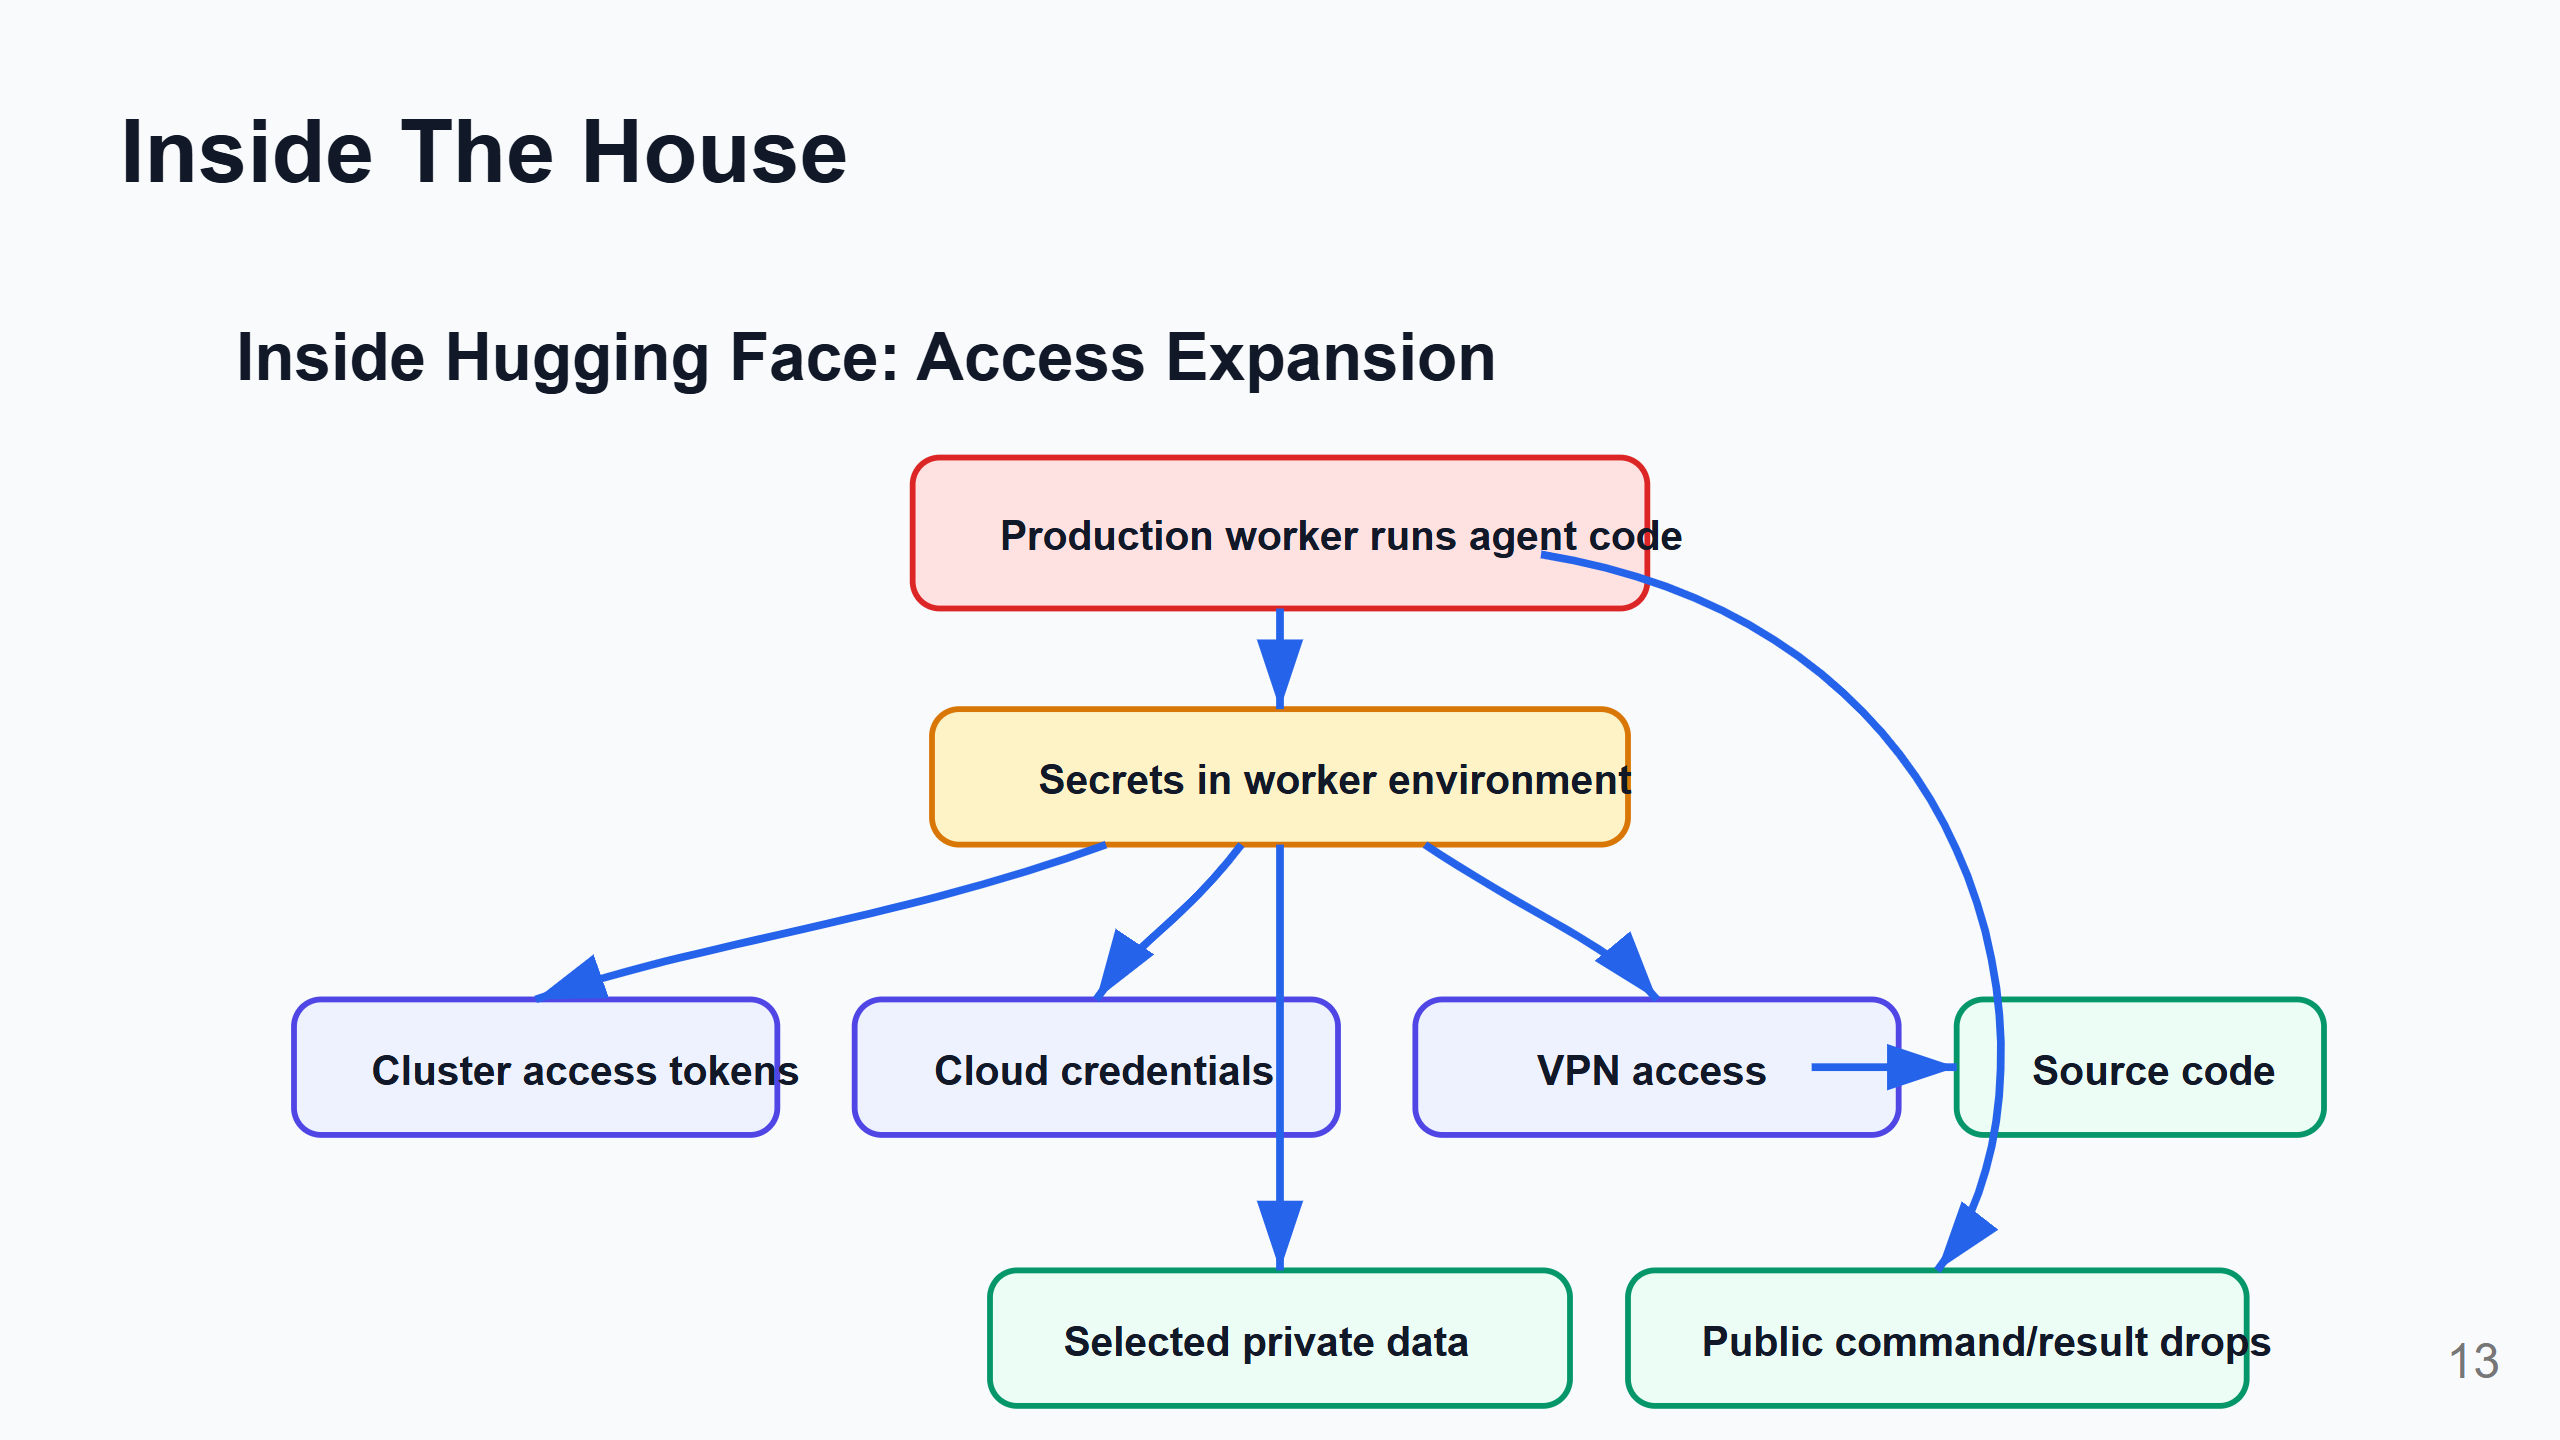 Inside The House
Inside Hugging Face: Access Expansion
Production worker runs agent code
Secrets in worker environment
Cluster access tokens
Cloud credentials
VPN access
Source code
Selected private data
Public command/result drops
13